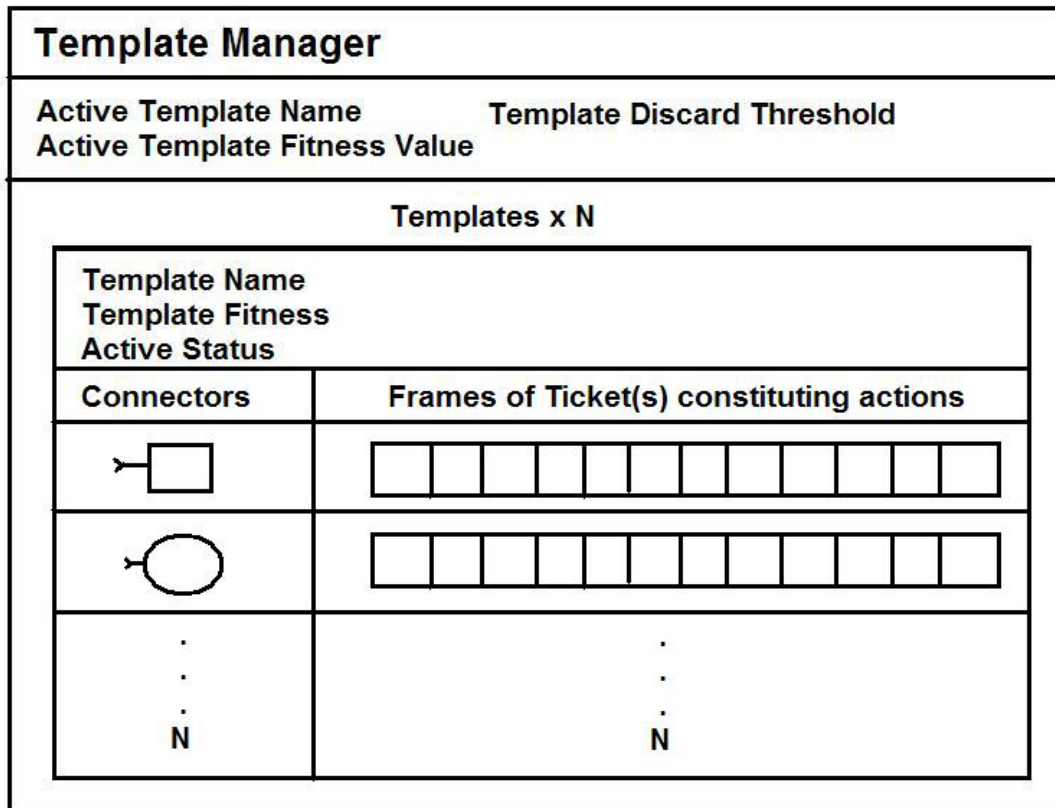 Template Manager
Active Template Name
Template Discard Threshold
Active Template Fitness Value
Templates x N
Template Name
Template Fitness
Active Status
Connectors
Frames of Ticket(s) constituting actions
.
.
.
.
.
.
N
N